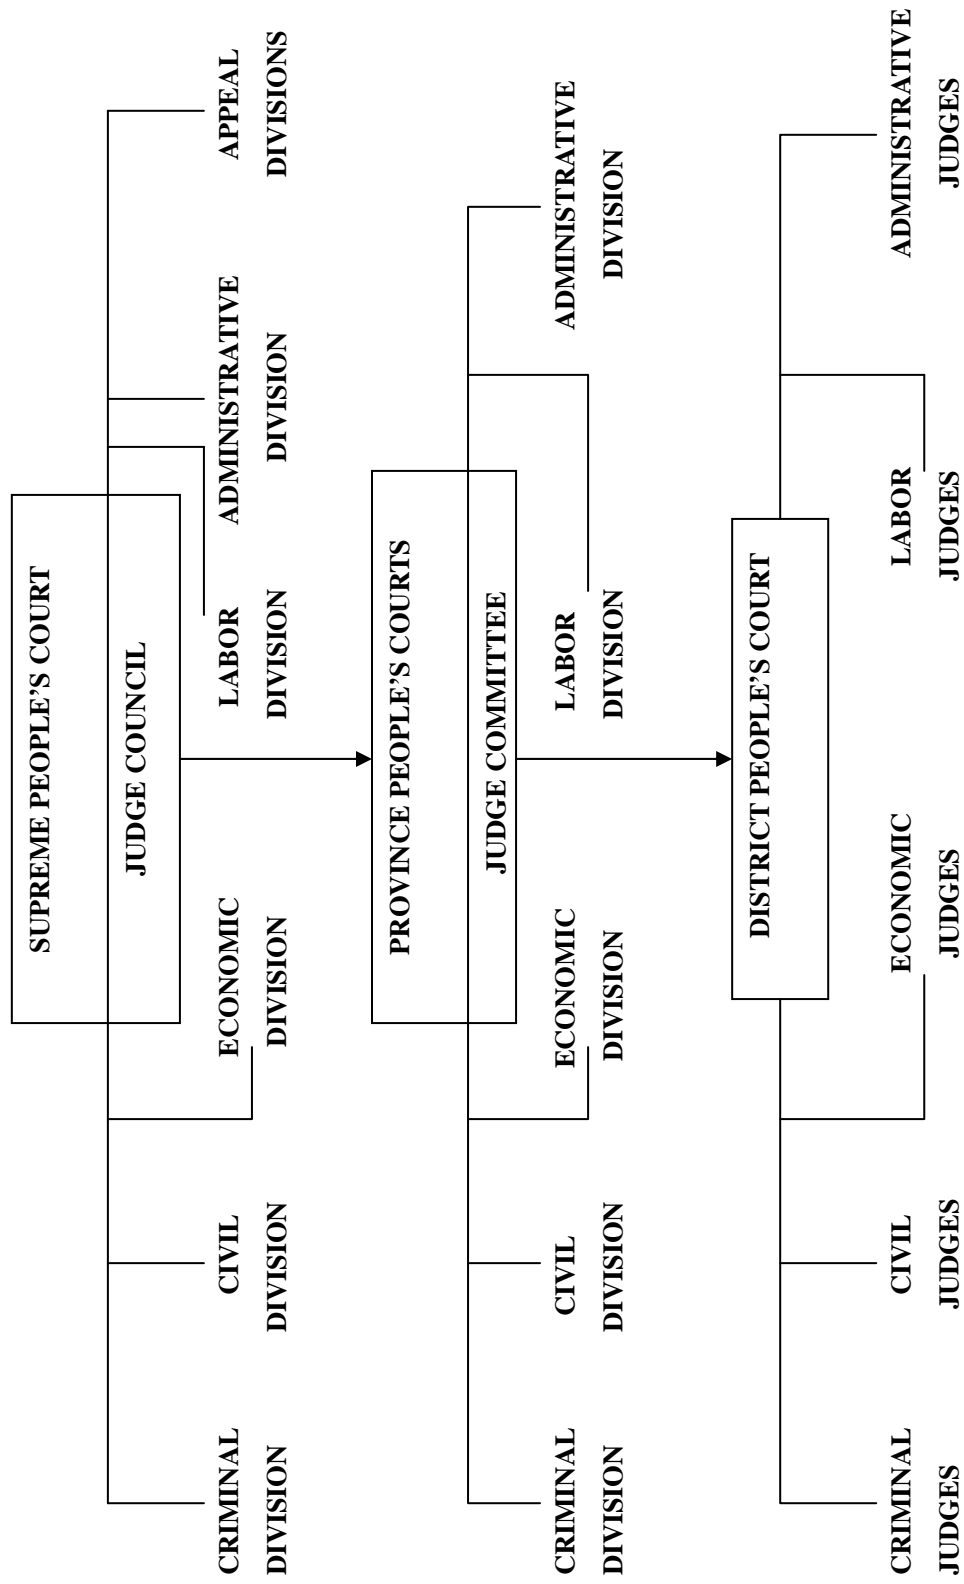 SUPREME PEOPLE’S COURT
JUDGE COUNCIL
CRIMINAL
DIVISION
CIVIL
DIVISION
ECONOMIC
DIVISION
LABOR
DIVISION
ADMINISTRATIVE
DIVISION
APPEAL
DIVISIONS
PROVINCE PEOPLE’S COURTS
JUDGE COMMITTEE
CRIMINAL
DIVISION
CIVIL
DIVISION
ECONOMIC
DIVISION
LABOR
DIVISION
ADMINISTRATIVE
DIVISION
DISTRICT PEOPLE’S COURT
CRIMINAL
JUDGES
CIVIL
JUDGES
ECONOMIC
JUDGES
LABOR
JUDGES
ADMINISTRATIVE
JUDGES